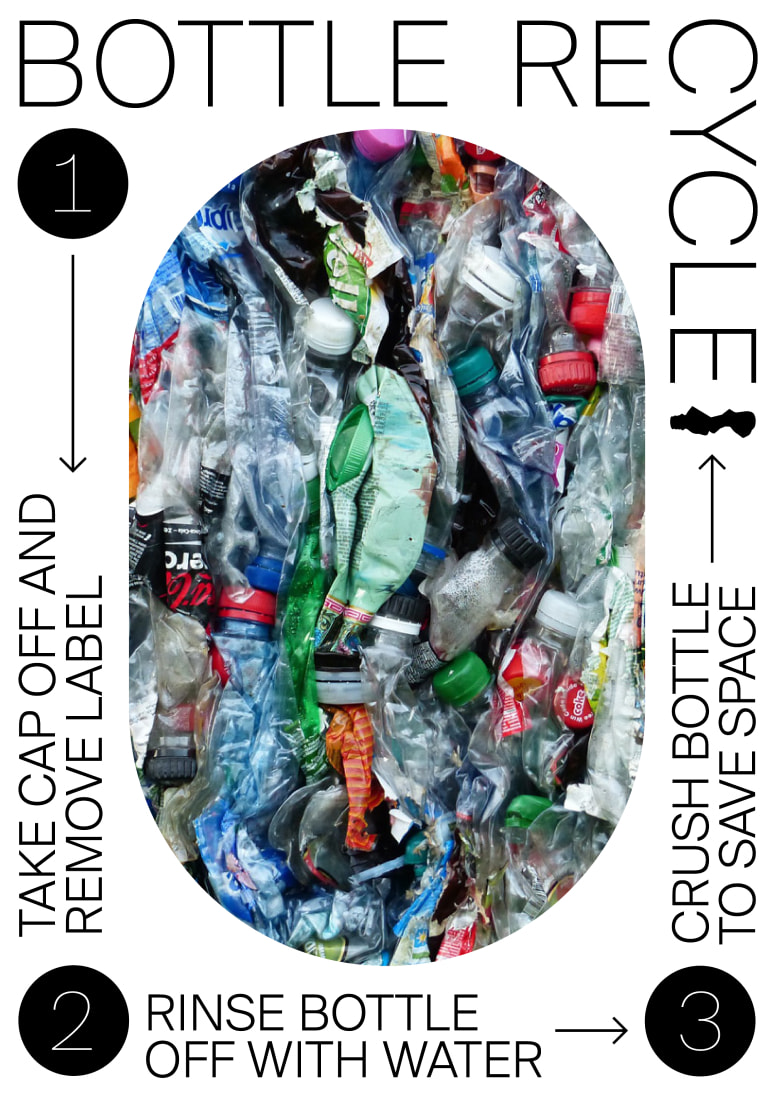 BOTTLE RECYCLE
1
TAKE CAP OFF AND
REMOVE LABEL
2
RINSE BOTTLE
OFF WITH WATER
3
CRUSH BOTTLE
TO SAVE SPACE